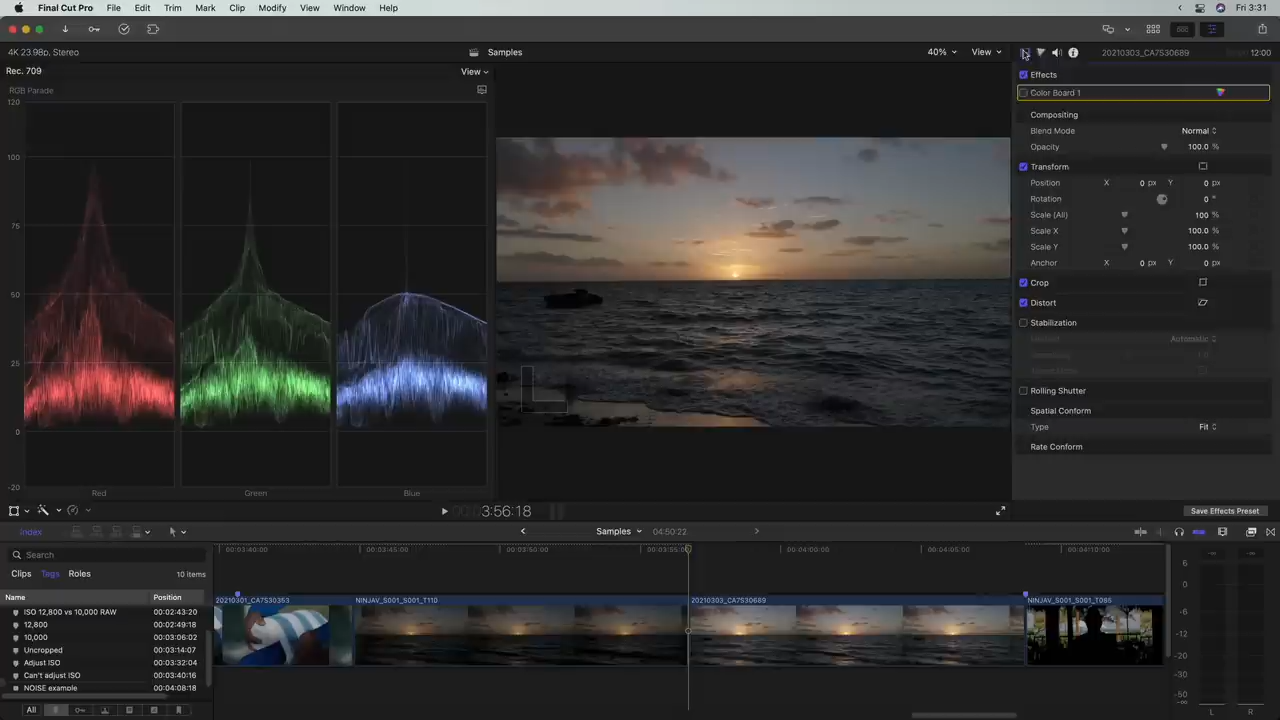 Final Cut Pro File Edit Trim Mark Clip Modify View Window Help Fri 3:31
4K 23.98p, Stereo Samples 40% View 20210303_CA7S30689 12:00
Rec. 709 View
RGB Parade
120
100
75
50
25
0
-20
Red Green Blue
Effects
Color Board 1
Compositing
Blend Mode Normal
Opacity 100.0 %
Transform
Position X 0 px Y 0 px
Rotation 0 °
Scale (All) 100 %
Scale X 100.0 %
Scale Y 100.0 %
Anchor X 0 px Y 0 px
Crop
Distort
Stabilization
Automatic
Rolling Shutter
Spatial Conform
Type Fit
Rate Conform
3:56:18 Save Effects Preset
Index Samples 04:50:22
Search
Clips Tags Roles 10 items
Name Position
ISO 12,800 vs 10,000 RAW 00:02:43:20
12,800 00:02:49:18
10,000 00:03:06:02
Uncropped 00:03:14:07
Adjust ISO 00:03:32:04
Can't adjust ISO 00:03:40:16
NOISE example 00:04:08:18
All
00:03:40:00 00:03:45:00 00:03:50:00 00:03:55:00 00:04:00:00 00:04:05:00 00:04:10:00
20210301_CA7S30353 NINJAV_S001_S001_T110 20210303_CA7S30689 NINJAV_S001_S001_T086
-∞ -∞
6
0
-6
-12
-20
-30
-50
-∞
L R